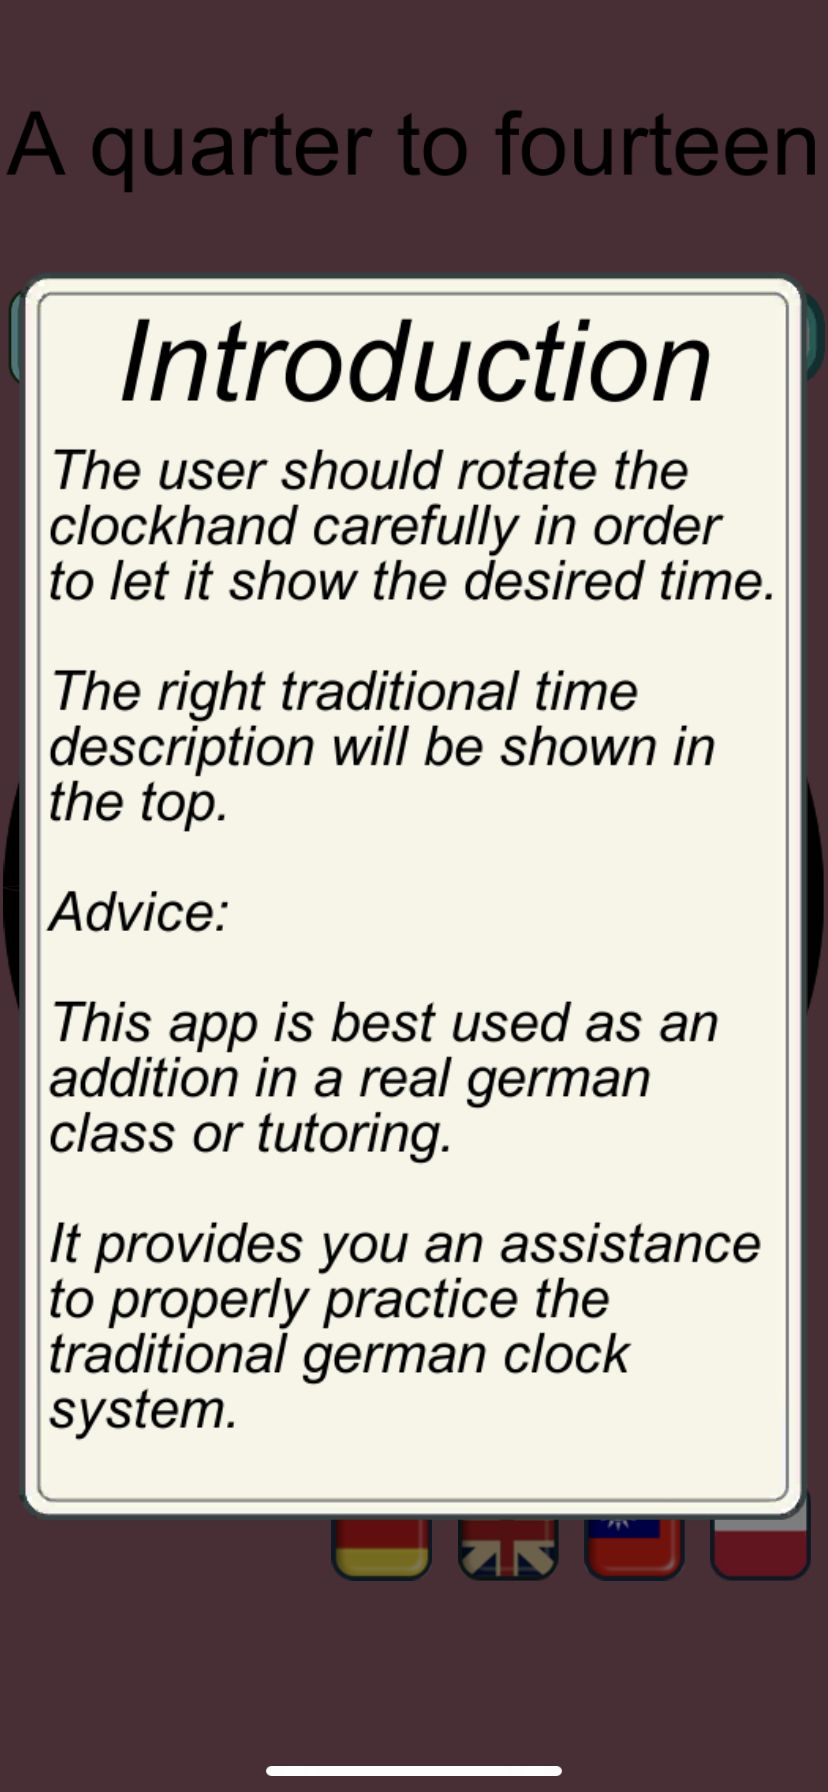 A quarter to fourteen
Introduction
The user should rotate the
clockhand carefully in order
to let it show the desired time.
The right traditional time
description will be shown in
the top.
Advice:
This app is best used as an
addition in a real german
class or tutoring.
It provides you an assistance
to properly practice the
traditional german clock
system.